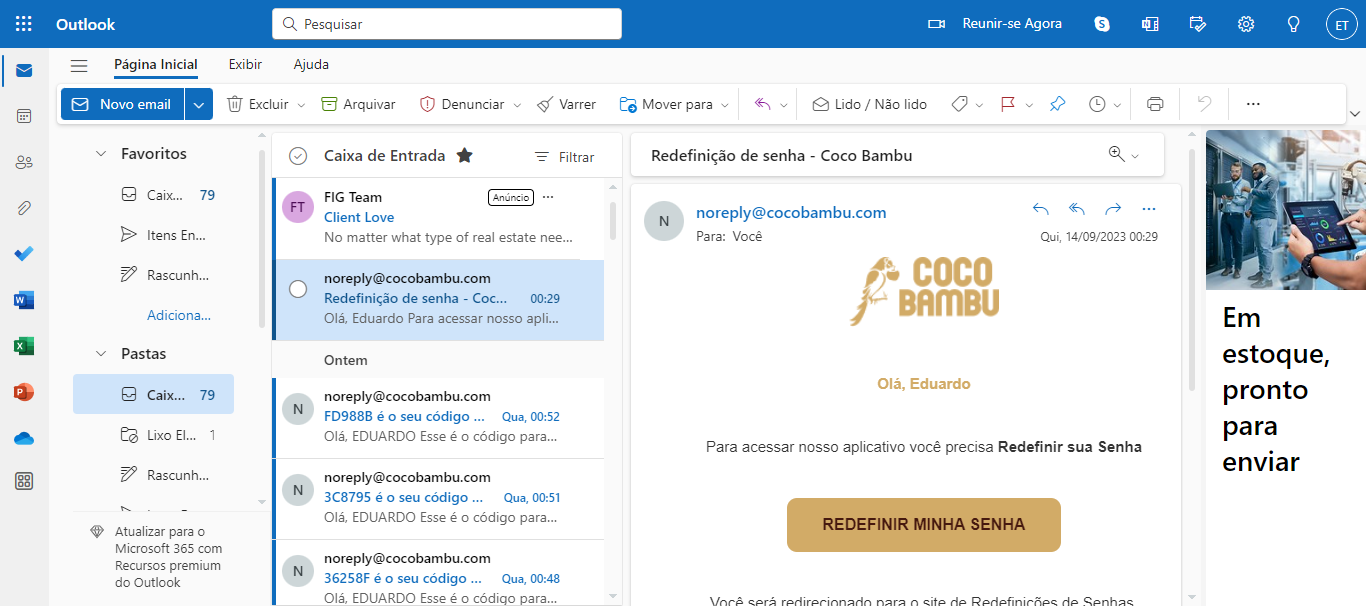 Outlook
Pesquisar
Reunir-se Agora
ET
Página Inicial
Exibir
Ajuda
Novo email
Excluir
Arquivar
Denunciar
Varrer
Mover para
Lido / Não lido
Favoritos
Caix... 79
Itens En...
Rascunh...
Adiciona...
Pastas
Caix... 79
Lixo El... 1
Rascunh...
Atualizar para o
Microsoft 365 com
Recursos premium
do Outlook
Caixa de Entrada
Filtrar
FT
FIG Team
Anúncio
Client Love
No matter what type of real estate nee...
noreply@cocobambu.com
Redefinição de senha - Coc... 00:29
Olá, Eduardo Para acessar nosso apli...
Ontem
N
noreply@cocobambu.com
FD988B é o seu código ... Qua, 00:52
Olá, EDUARDO Esse é o código para...
N
noreply@cocobambu.com
3C8795 é o seu código ... Qua, 00:51
Olá, EDUARDO Esse é o código para...
N
noreply@cocobambu.com
36258F é o seu código ... Qua, 00:48
Olá, EDUARDO Esse é o código para...
Redefinição de senha - Coco Bambu
N
noreply@cocobambu.com
Para: Você
Qui, 14/09/2023 00:29
COCO
BAMBU
Olá, Eduardo
Para acessar nosso aplicativo você precisa Redefinir sua Senha
REDEFINIR MINHA SENHA
Você será redirecionado para o site de Redefinições de Senhas
Em
estoque,
pronto
para
enviar